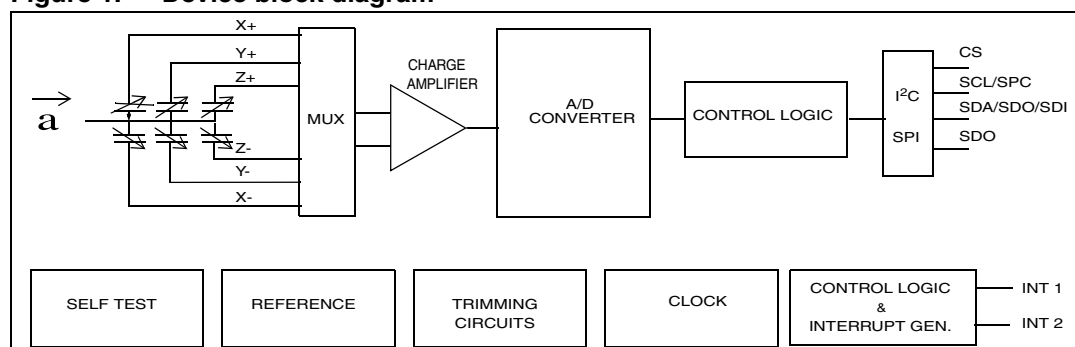 Figure 1. Device block diagram
X+
Y+
Z+
a
Z-
Y-
X-
MUX
CHARGE
AMPLIFIER
A/D
CONVERTER
CONTROL LOGIC
I²C
SPI
CS
SCL/SPC
SDA/SDO/SDI
SDO
SELF TEST
REFERENCE
TRIMMING
CIRCUITS
CLOCK
CONTROL LOGIC
&
INTERRUPT GEN.
INT 1
INT 2